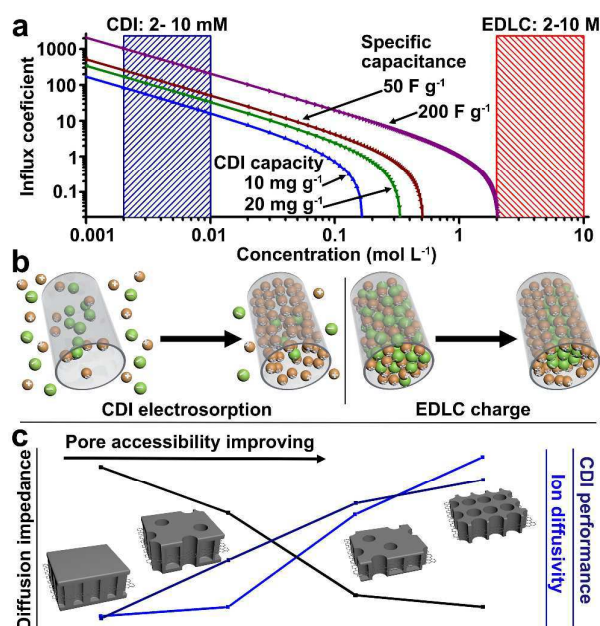 a
CDI: 2- 10 mM
EDLC: 2-10 M
1000
100
10
1
0.1
Influx coeficient
Specific
capacitance
50 F g⁻¹
200 F g⁻¹
CDI capacity
10 mg g⁻¹
20 mg g⁻¹
0.001
0.01
0.1
1
10
Concentration (mol L⁻¹)
b
CDI electrosorption
EDLC charge
c
Pore accessibility improving
Diffusion impedance
Ion diffusivity
CDI performance